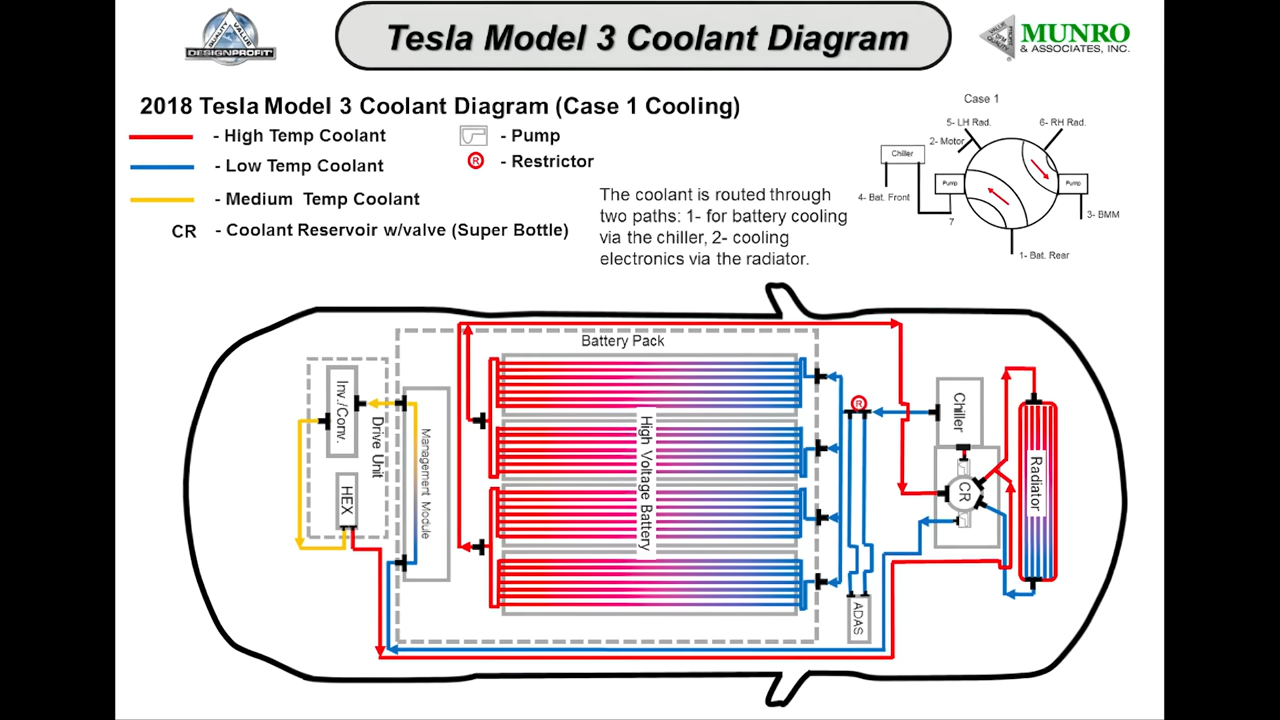 DESIGNPROFIT
QUALITY
VALUE
Tesla Model 3 Coolant Diagram
MUNRO
& ASSOCIATES, INC.
2018 Tesla Model 3 Coolant Diagram (Case 1 Cooling)
- High Temp Coolant
- Pump
- Low Temp Coolant
R - Restrictor
- Medium Temp Coolant
CR - Coolant Reservoir w/valve (Super Bottle)
The coolant is routed through
two paths: 1- for battery cooling
via the chiller, 2- cooling
electronics via the radiator.
Case 1
5- LH Rad.
6- RH Rad.
2- Motor
Chiller
Pump
Pump
4- Bat. Front
7
3- BMM
1- Bat. Rear
Battery Pack
Inv./Conv.
Drive Unit
HEX
Management Module
High Voltage Battery
R
ADAS
Chiller
CR
Radiator